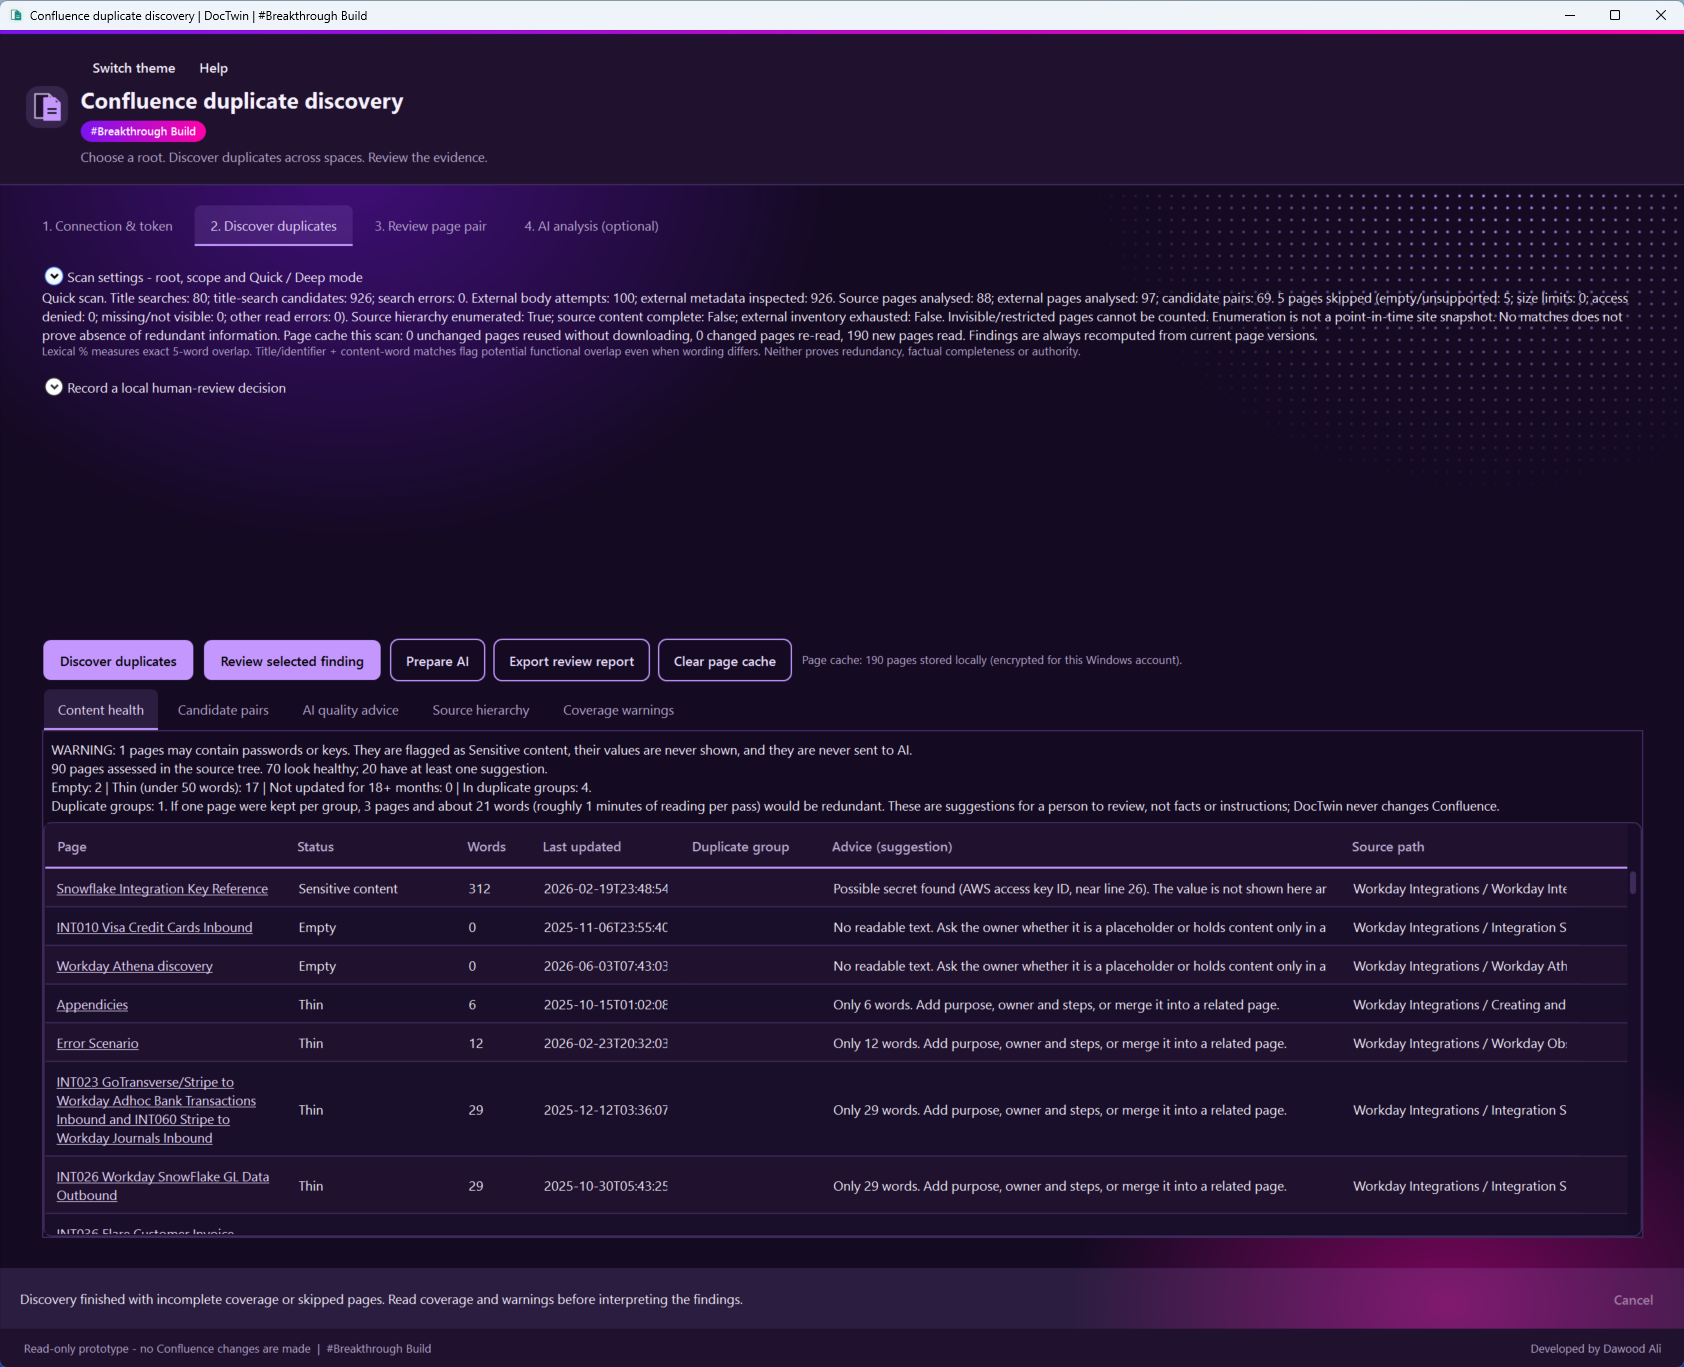 Confluence duplicate discovery | DocTwin | #Breakthrough Build
Switch theme Help
Confluence duplicate discovery
#Breakthrough Build
Choose a root. Discover duplicates across spaces. Review the evidence.
1. Connection & token 2. Discover duplicates 3. Review page pair 4. AI analysis (optional)
Scan settings - root, scope and Quick / Deep mode
Quick scan. Title searches: 80; title-search candidates: 926; search errors: 0. External body attempts: 100; external metadata inspected: 926. Source pages analysed: 88; external pages analysed: 97; candidate pairs: 69. 5 pages skipped (empty/unsupported: 5; size limits: 0; access
denied: 0; missing/not visible: 0; other read errors: 0). Source hierarchy enumerated: True; source content complete: False; external inventory exhausted: False. Invisible/restricted pages cannot be counted. Enumeration is not a point-in-time site snapshot. No matches does not
prove absence of redundant information. Page cache this scan: 0 unchanged pages reused without downloading, 0 changed pages re-read, 190 new pages read. Findings are always recomputed from current page versions.
Lexical % measures exact 5-word overlap. Title/identifier + content-word matches flag potential functional overlap even when wording differs. Neither proves redundancy, factual completeness or authority.
Record a local human-review decision
Discover duplicates Review selected finding Prepare AI Export review report Clear page cache Page cache: 190 pages stored locally (encrypted for this Windows account).
Content health Candidate pairs AI quality advice Source hierarchy Coverage warnings
WARNING: 1 pages may contain passwords or keys. They are flagged as Sensitive content, their values are never shown, and they are never sent to AI.
90 pages assessed in the source tree. 70 look healthy; 20 have at least one suggestion.
Empty: 2 | Thin (under 50 words): 17 | Not updated for 18+ months: 0 | In duplicate groups: 4.
Duplicate groups: 1. If one page were kept per group, 3 pages and about 21 words (roughly 1 minutes of reading per pass) would be redundant. These are suggestions for a person to review, not facts or instructions; DocTwin never changes Confluence.
Page Status Words Last updated Duplicate group Advice (suggestion) Source path
Snowflake Integration Key Reference Sensitive content 312 2026-02-19T23:48:54 Possible secret found (AWS access key ID, near line 26). The value is not shown here ar Workday Integrations / Workday Inte
INT010 Visa Credit Cards Inbound Empty 0 2025-11-06T23:55:40 No readable text. Ask the owner whether it is a placeholder or holds content only in a Workday Integrations / Integration S
Workday Athena discovery Empty 0 2026-06-03T07:43:03 No readable text. Ask the owner whether it is a placeholder or holds content only in a Workday Integrations / Workday Ath
Appendicies Thin 6 2025-10-15T01:02:08 Only 6 words. Add purpose, owner and steps, or merge it into a related page. Workday Integrations / Creating and
Error Scenario Thin 12 2026-02-23T20:32:03 Only 12 words. Add purpose, owner and steps, or merge it into a related page. Workday Integrations / Workday Ob
INT023 GoTransverse/Stripe to
Workday Adhoc Bank Transactions
Inbound and INT060 Stripe to
Workday Journals Inbound
Thin 29 2025-12-12T03:36:07 Only 29 words. Add purpose, owner and steps, or merge it into a related page. Workday Integrations / Integration S
INT026 Workday SnowFlake GL Data
Outbound
Thin 29 2025-10-30T05:43:25 Only 29 words. Add purpose, owner and steps, or merge it into a related page. Workday Integrations / Integration S
INT036 Flare Customer Invoice
Discovery finished with incomplete coverage or skipped pages. Read coverage and warnings before interpreting the findings.
Cancel
Read-only prototype - no Confluence changes are made | #Breakthrough Build
Developed by Dawood Ali